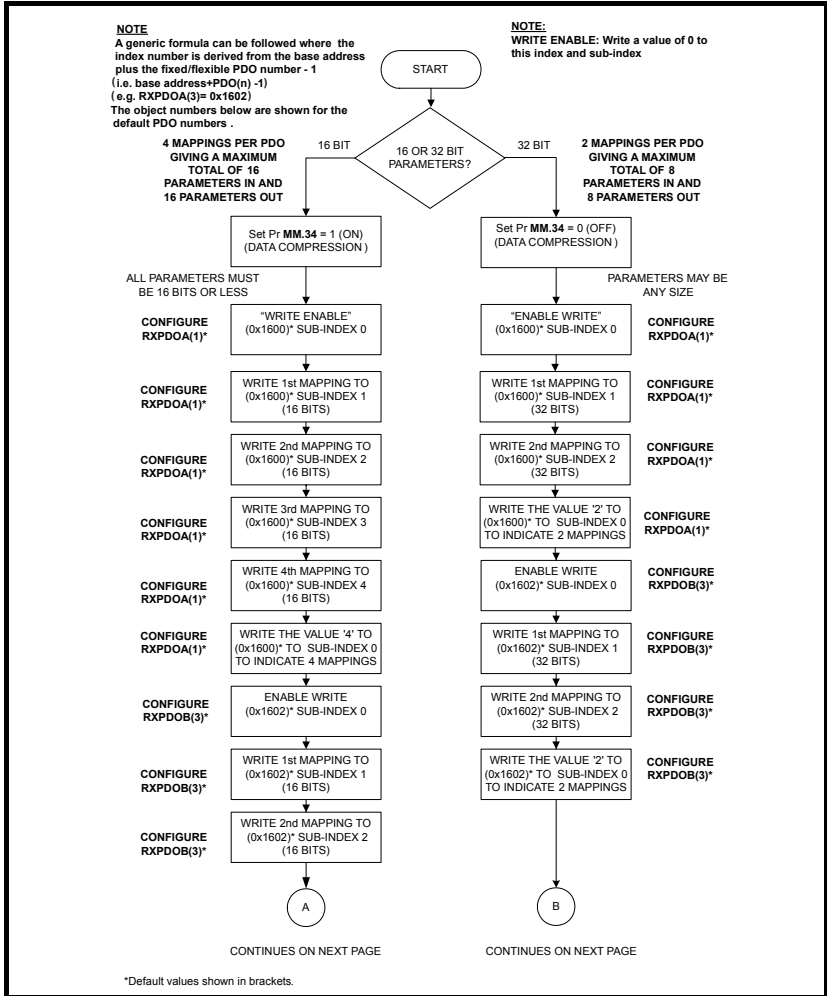 NOTE
A generic formula can be followed where the
index number is derived from the base address
plus the fixed/flexible PDO number - 1
(i.e. base address+PDO(n) -1)
(e.g. RXPDOA(3)= 0x1602)
The object numbers below are shown for the
default PDO numbers .
NOTE:
WRITE ENABLE: Write a value of 0 to
this index and sub-index
START
16 OR 32 BIT
PARAMETERS?
16 BIT
32 BIT
4 MAPPINGS PER PDO
GIVING A MAXIMUM
TOTAL OF 16
PARAMETERS IN AND
16 PARAMETERS OUT
2 MAPPINGS PER PDO
GIVING A MAXIMUM
TOTAL OF 8
PARAMETERS IN AND
8 PARAMETERS OUT
Set Pr MM.34 = 1 (ON)
(DATA COMPRESSION )
ALL PARAMETERS MUST
BE 16 BITS OR LESS
CONFIGURE
RXPDOA(1)*
"WRITE ENABLE"
(0x1600)* SUB-INDEX 0
CONFIGURE
RXPDOA(1)*
WRITE 1st MAPPING TO
(0x1600)* SUB-INDEX 1
(16 BITS)
CONFIGURE
RXPDOA(1)*
WRITE 2nd MAPPING TO
(0x1600)* SUB-INDEX 2
(16 BITS)
CONFIGURE
RXPDOA(1)*
WRITE 3rd MAPPING TO
(0x1600)* SUB-INDEX 3
(16 BITS)
CONFIGURE
RXPDOA(1)*
WRITE 4th MAPPING TO
(0x1600)* SUB-INDEX 4
(16 BITS)
CONFIGURE
RXPDOA(1)*
WRITE THE VALUE '4' TO
(0x1600)* TO SUB-INDEX 0
TO INDICATE 4 MAPPINGS
CONFIGURE
RXPDOB(3)*
ENABLE WRITE
(0x1602)* SUB-INDEX 0
CONFIGURE
RXPDOB(3)*
WRITE 1st MAPPING TO
(0x1602)* SUB-INDEX 1
(16 BITS)
CONFIGURE
RXPDOB(3)*
WRITE 2nd MAPPING TO
(0x1602)* SUB-INDEX 2
(16 BITS)
A
CONTINUES ON NEXT PAGE
Set Pr MM.34 = 0 (OFF)
(DATA COMPRESSION )
PARAMETERS MAY BE
ANY SIZE
"ENABLE WRITE"
(0x1600)* SUB-INDEX 0
CONFIGURE
RXPDOA(1)*
WRITE 1st MAPPING TO
(0x1600)* SUB-INDEX 1
(32 BITS)
CONFIGURE
RXPDOA(1)*
WRITE 2nd MAPPING TO
(0x1600)* SUB-INDEX 2
(32 BITS)
CONFIGURE
RXPDOA(1)*
WRITE THE VALUE '2' TO
(0x1600)* TO SUB-INDEX 0
TO INDICATE 2 MAPPINGS
CONFIGURE
RXPDOA(1)*
ENABLE WRITE
(0x1602)* SUB-INDEX 0
CONFIGURE
RXPDOB(3)*
WRITE 1st MAPPING TO
(0x1602)* SUB-INDEX 1
(32 BITS)
CONFIGURE
RXPDOB(3)*
WRITE 2nd MAPPING TO
(0x1602)* SUB-INDEX 2
(32 BITS)
CONFIGURE
RXPDOB(3)*
WRITE THE VALUE '2' TO
(0x1602)* TO SUB-INDEX 0
TO INDICATE 2 MAPPINGS
CONFIGURE
RXPDOB(3)*
B
CONTINUES ON NEXT PAGE
*Default values shown in brackets.